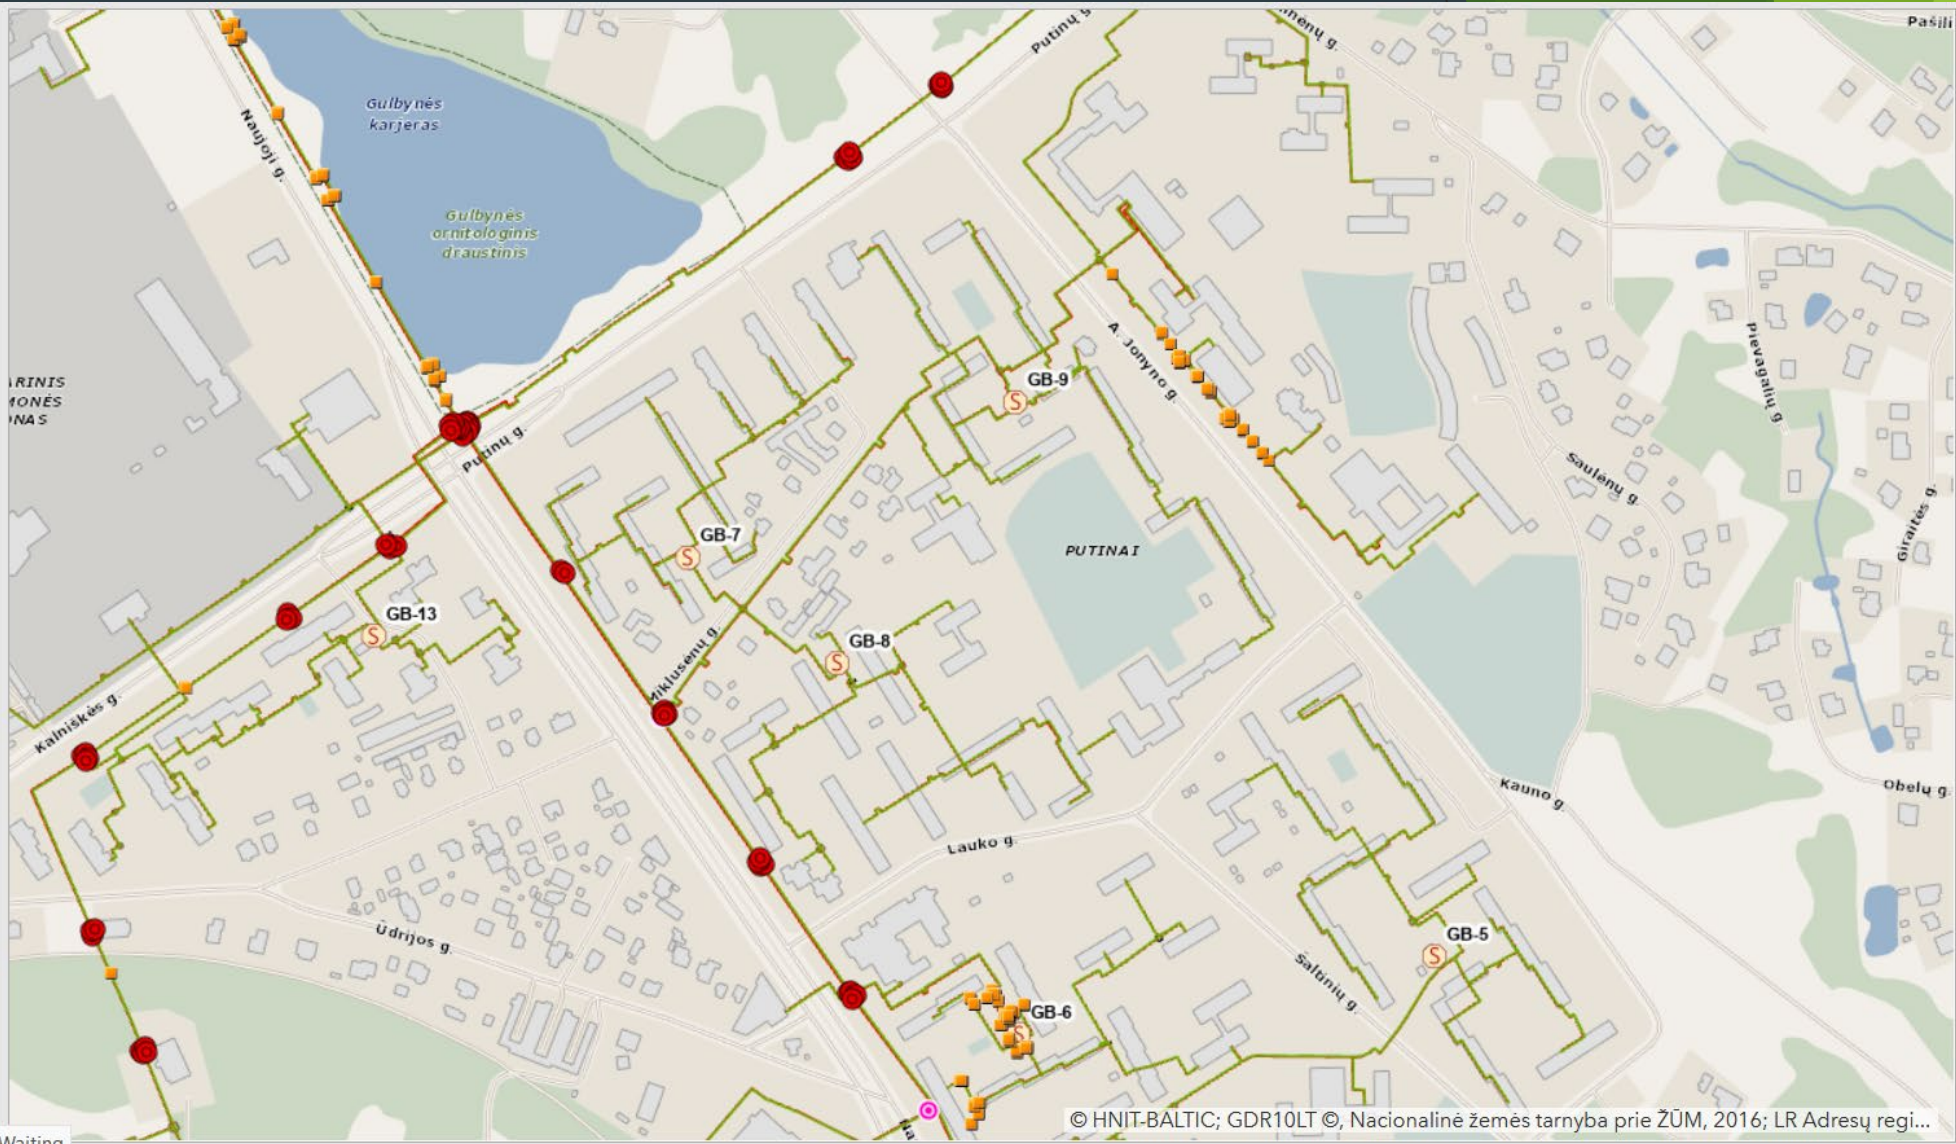 Putinų g.
Pašili
Gulbynės
karjeras
Naujoji g.
Gulbynės
ornitologinis
draustinis
A. Jonyno g.
Pievagalių g.
GB-9
ARINIS
MONĖS
ONAS
Putinų g.
Saulėnų g.
Giraitės g.
GB-7
PUTINAI
GB-13
GB-8
Miklusėnų g.
Kalniškės g.
Kauno g.
Obelų g.
Lauko g.
Ūdrijos g.
GB-5
Šaltinių g.
GB-6
S
S
S
S
S
S
© HNIT-BALTIC; GDR10LT ©, Nacionalinė žemės tarnyba prie ŽŪM, 2016; LR Adresų regi...
Na
Waiting